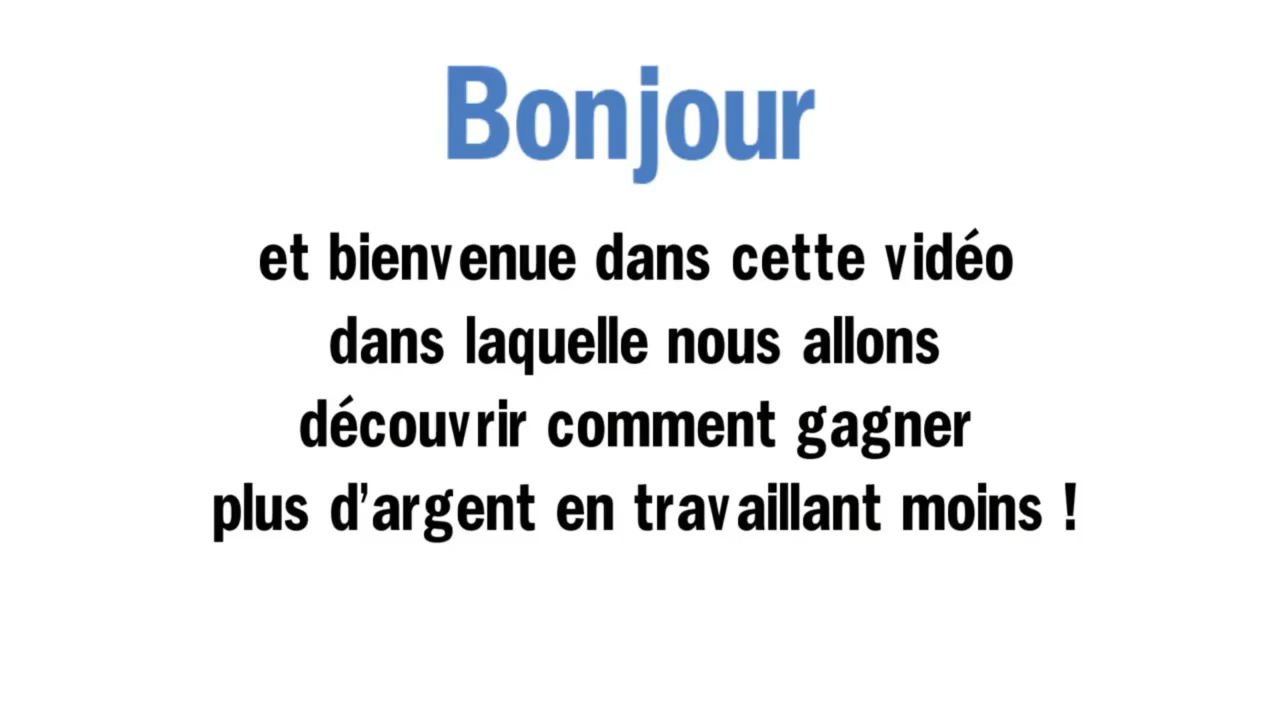 Bonjour
et bienvenue dans cette vidéo
dans laquelle nous allons
découvrir comment gagner
plus d'argent en travaillant moins !